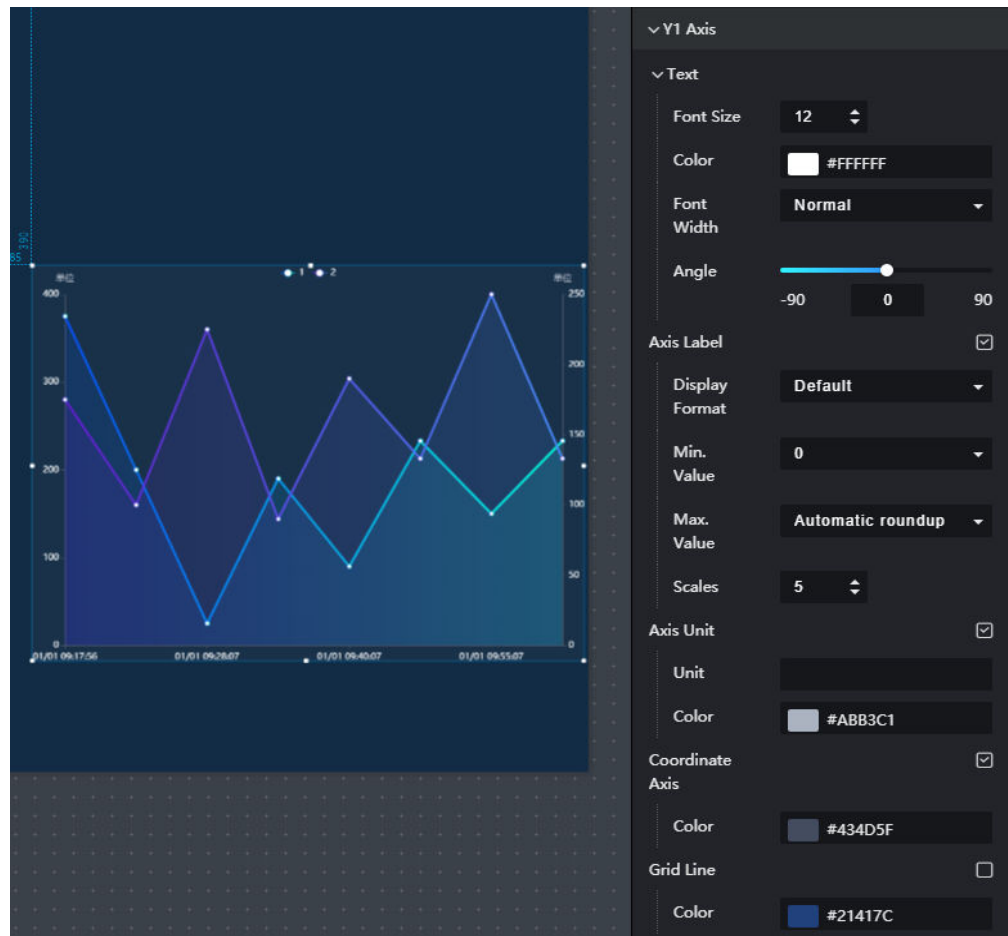 85 390
单位
1 2
单位
400
300
200
100
0
250
200
150
100
50
0
01/01 09:17:56 01/01 09:28:07 01/01 09:40:07 01/01 09:55:07
Y1 Axis
Text
Font Size 12
Color #FFFFFF
Font Width Normal
Angle
-90 0 90
Axis Label
Display Format Default
Min. Value 0
Max. Value Automatic roundup
Scales 5
Axis Unit
Unit
Color #ABB3C1
Coordinate Axis
Color #434D5F
Grid Line
Color #21417C